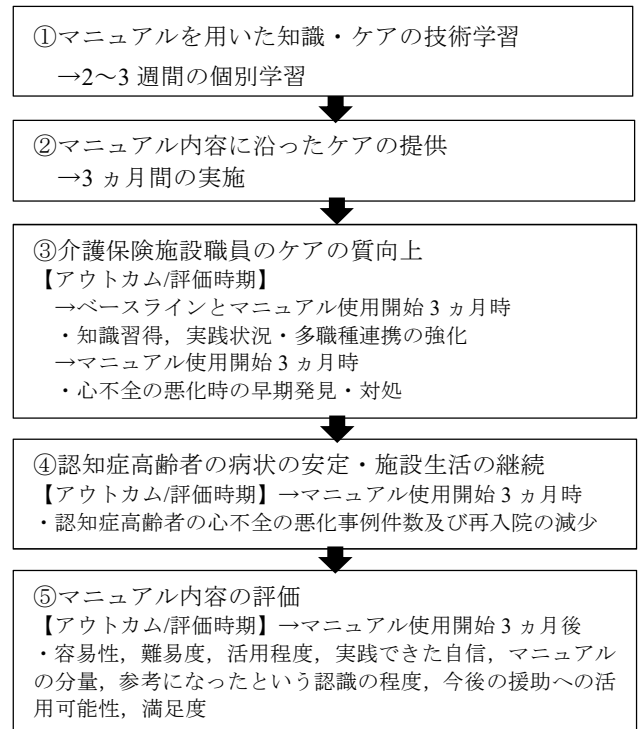 ①マニュアルを用いた知識・ケアの技術学習
→2～3 週間の個別学習
②マニュアル内容に沿ったケアの提供
→3 ヵ月間の実施
③介護保険施設職員のケアの質向上
【アウトカム/評価時期】
→ベースラインとマニュアル使用開始 3 ヵ月時
・知識習得，実践状況・多職種連携の強化
→マニュアル使用開始 3 ヵ月時
・心不全の悪化時の早期発見・対処
④認知症高齢者の病状の安定・施設生活の継続
【アウトカム/評価時期】→マニュアル使用開始 3 ヵ月時
・認知症高齢者の心不全の悪化事例件数及び再入院の減少
⑤マニュアル内容の評価
【アウトカム/評価時期】→マニュアル使用開始 3 ヵ月後
・容易性，難易度，活用程度，実践できた自信，マニュアル
の分量，参考になったという認識の程度，今後の援助への活
用可能性，満足度